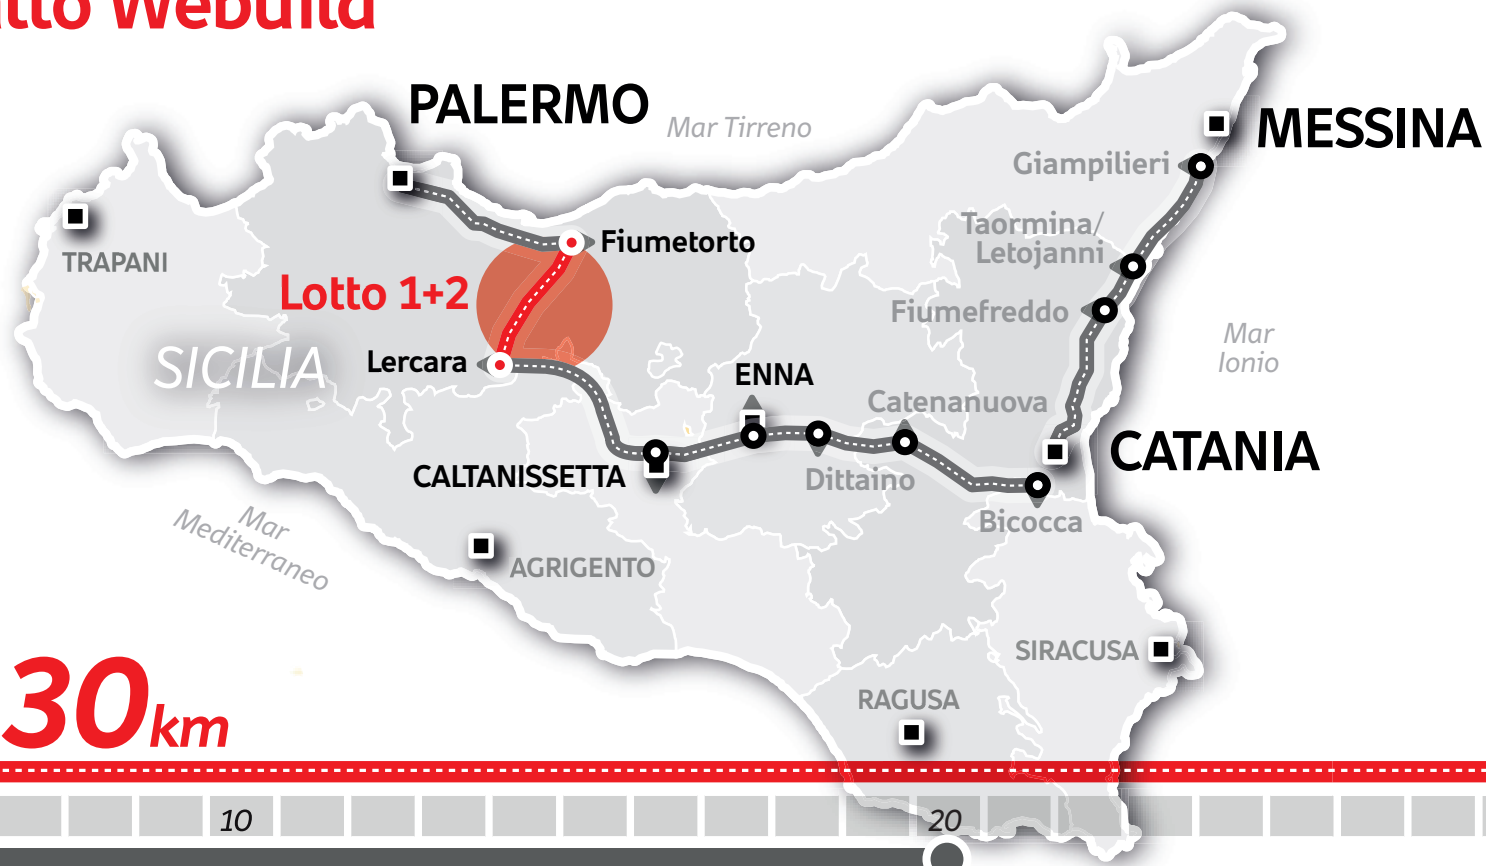 Webuild
PALERMO
Mar Tirreno
MESSINA
Giampilieri
TRAPANI
Taormina/
Letojanni
Fiumetorto
Lotto 1+2
Fiumefreddo
SICILIA
Lercara
Mar
Ionio
ENNA
Catenanuova
CALTANISSETTA
Dittaino
CATANIA
Bicocca
Mar
Mediterraneo
AGRIGENTO
SIRACUSA
RAGUSA
30km
10
20